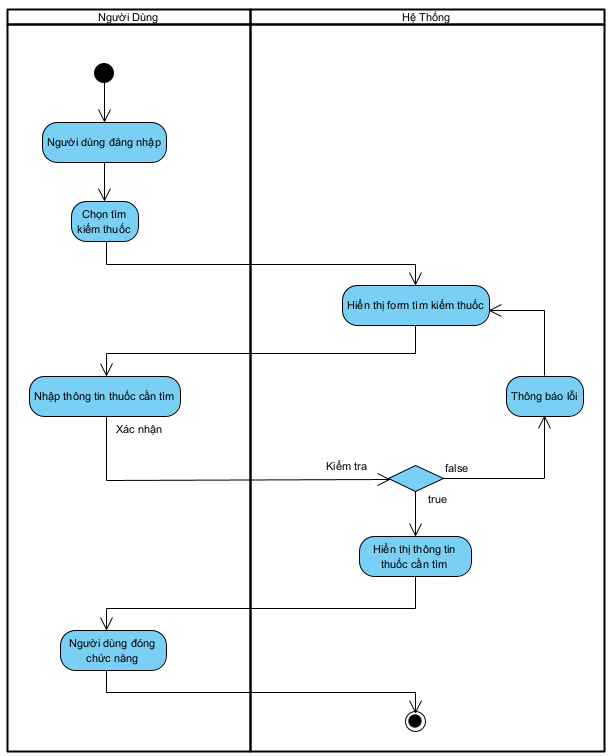 Người Dùng
Hệ Thống
Người dùng đăng nhập
Chọn tìm
kiếm thuốc
Hiển thị form tìm kiếm thuốc
Nhập thông tin thuốc cần tìm
Thông báo lỗi
Xác nhận
Kiểm tra
false
true
Hiển thị thông tin
thuốc cần tìm
Người dùng đóng
chức năng